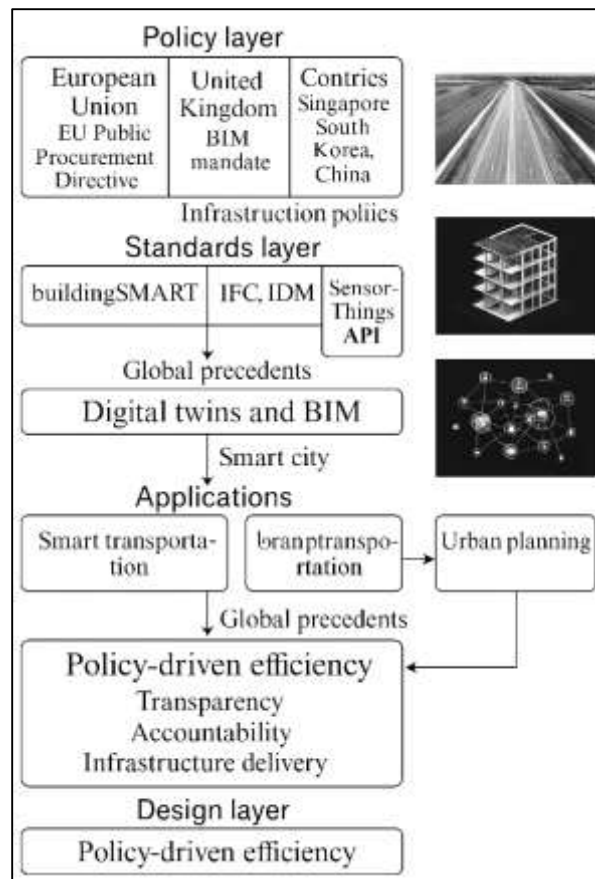 Policy layer
European
Union
EU Public
Procurement
Directive
United
Kingdom
BIM
mandate
Contrics
Singapore
South
Korea,
China
Infrastruction poliies
Standards layer
buildingSMART
IFC, IDM
Sensor-
Things
API
Global precedents
Digital twins and BIM
Smart city
Applications
Smart transporta-
tion
boranptranspo-
rtation
Urban planning
Global precedents
Policy-driven efficiency
Transparency
Accountability
Infrastructure delivery
Design layer
Policy-driven efficiency